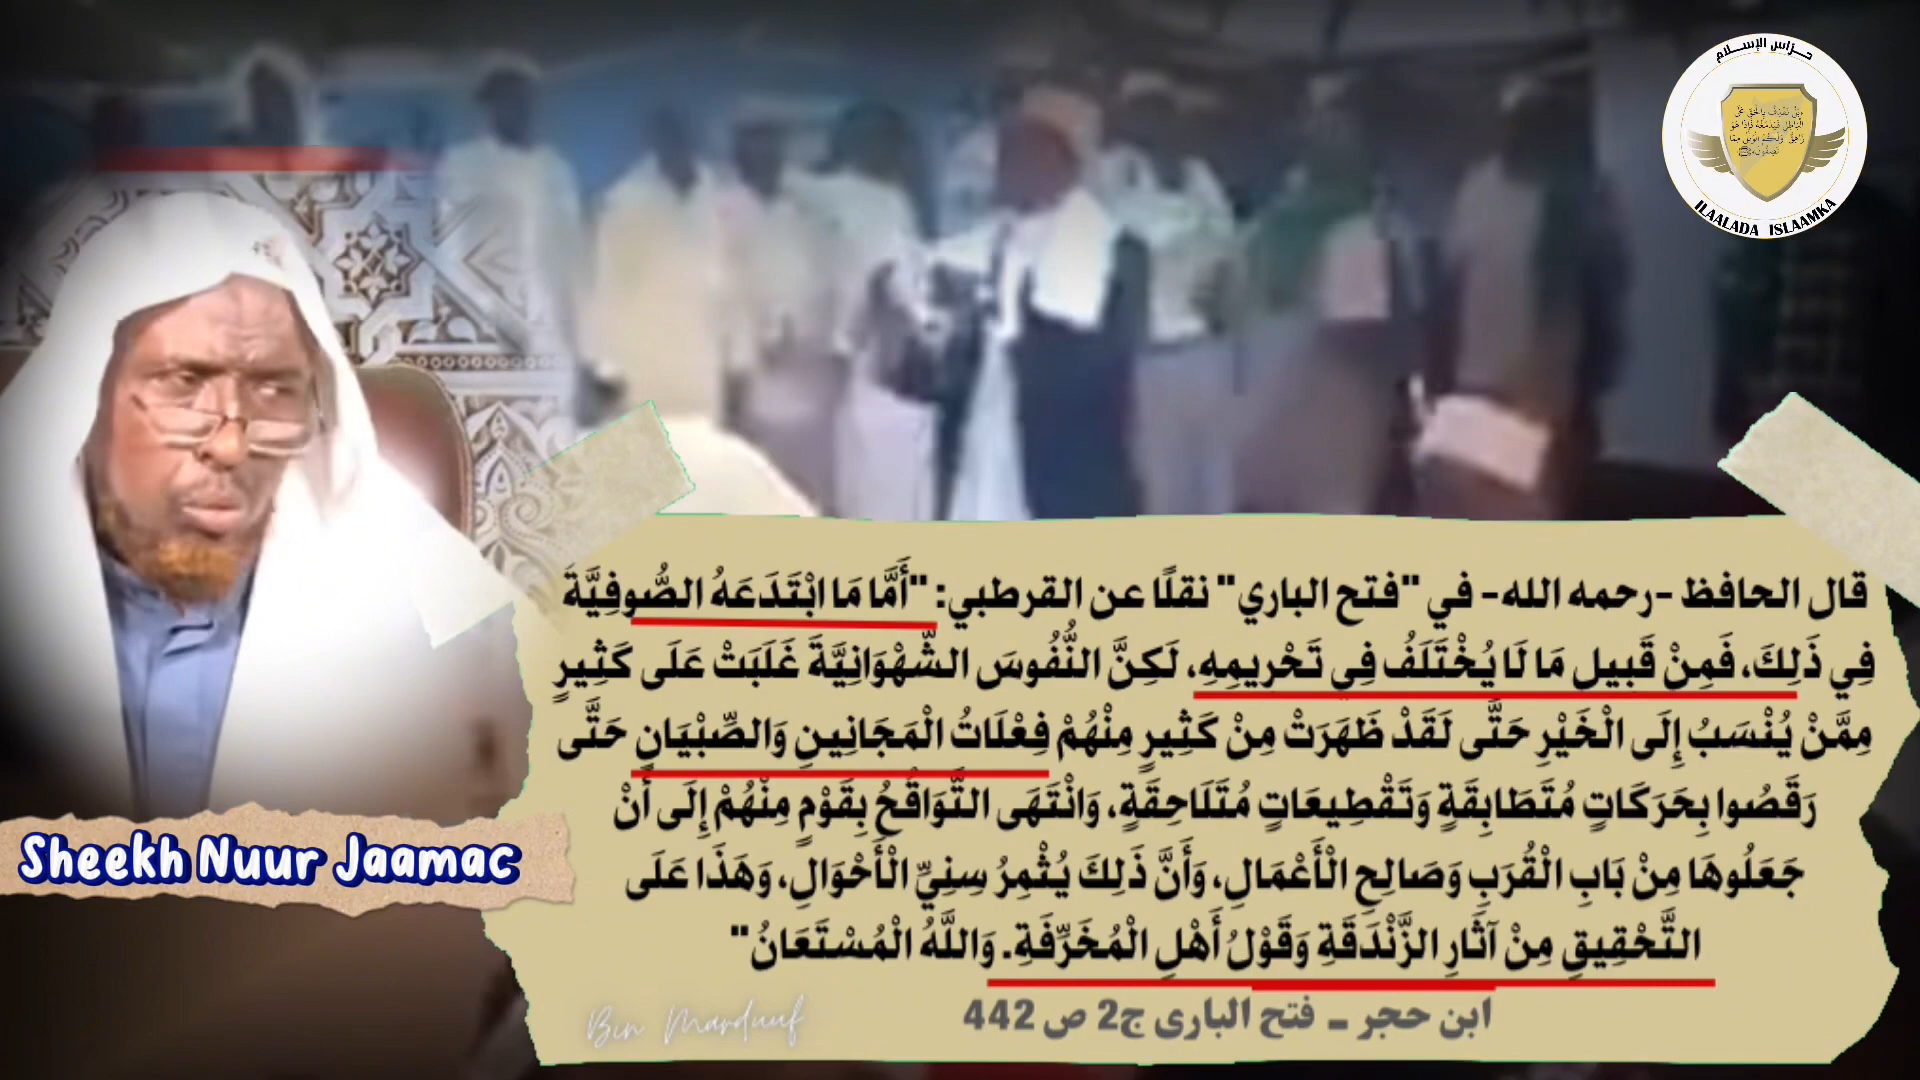 حراس الإسلام
ILAALADA ISLAAMKA
قال الحافظ -رحمه الله- في "فتح الباري" نقلًا عن القرطبي: "أَمَّا مَا ابْتَدَعَهُ الصُّوفِيَّةَ
فِي ذَلِكَ، فَمِنْ قَبِيلِ مَا لَا يُخْتَلَفُ فِي تَحْرِيمِهِ، لَكِنَّ النُّفُوسَ الشَّهْوَانِيَّةَ غَلَبَتْ عَلَى كَثِيرٍ
مِمَّنْ يُنْسَبُ إِلَى الْخَيْرِ حَتَّى لَقَدْ ظَهَرَتْ مِنْ كَثِيرٍ مِنْهُمْ فِعْلَاتُ الْمَجَانِينِ وَالصِّبْيَانِ حَتَّى
رَقَصُوا بِحَرَكَاتٍ مُتَطَابِقَةٍ وَتَقْطِيعَاتٍ مُتَلَاحِقَةٍ، وَانْتَهَى التَّوَاقُحُ بِقَوْمٍ مِنْهُمْ إِلَى أَنْ
جَعَلُوهَا مِنْ بَابِ الْقُرَبِ وَصَالِحِ الْأَعْمَالِ، وَأَنَّ ذَلِكَ يُثْمِرُ سِنِيِّ الْأَحْوَالِ، وَهَذَا عَلَى
التَّحْقِيقِ مِنْ آثَارِ الزَّنْدَقَةِ وَقَوْلُ أَهْلِ الْمُخَرِّفَةِ. وَاللَّهُ الْمُسْتَعَانُ"
ابن حجر - فتح الباري ج2 ص 442
Bin Marduuf
Sheekh Nuur Jaamac